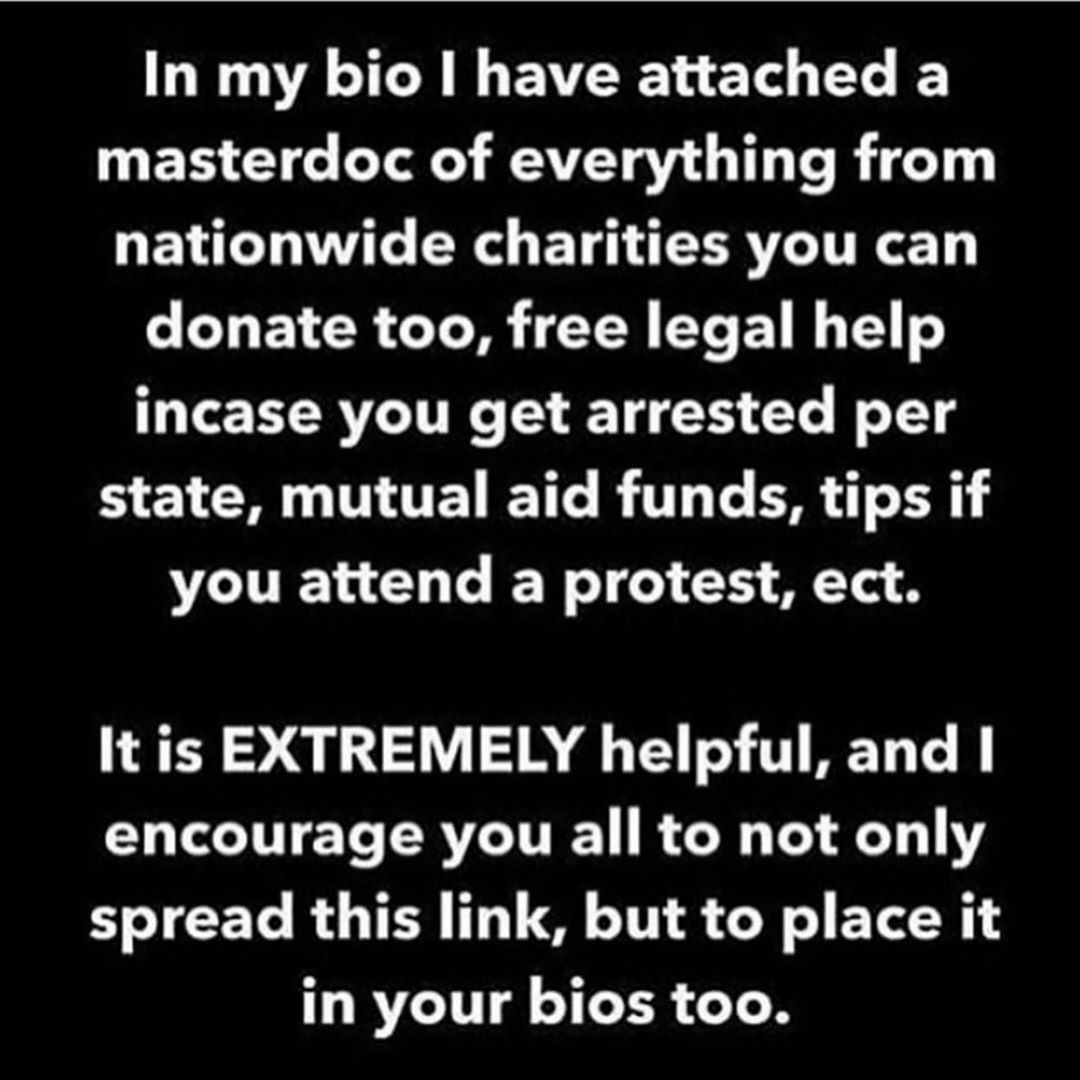 In my bio I have attached a
masterdoc of everything from
nationwide charities you can
donate too, free legal help
incase you get arrested per
state, mutual aid funds, tips if
you attend a protest, ect.
It is EXTREMELY helpful, and I
encourage you all to not only
spread this link, but to place it
in your bios too.